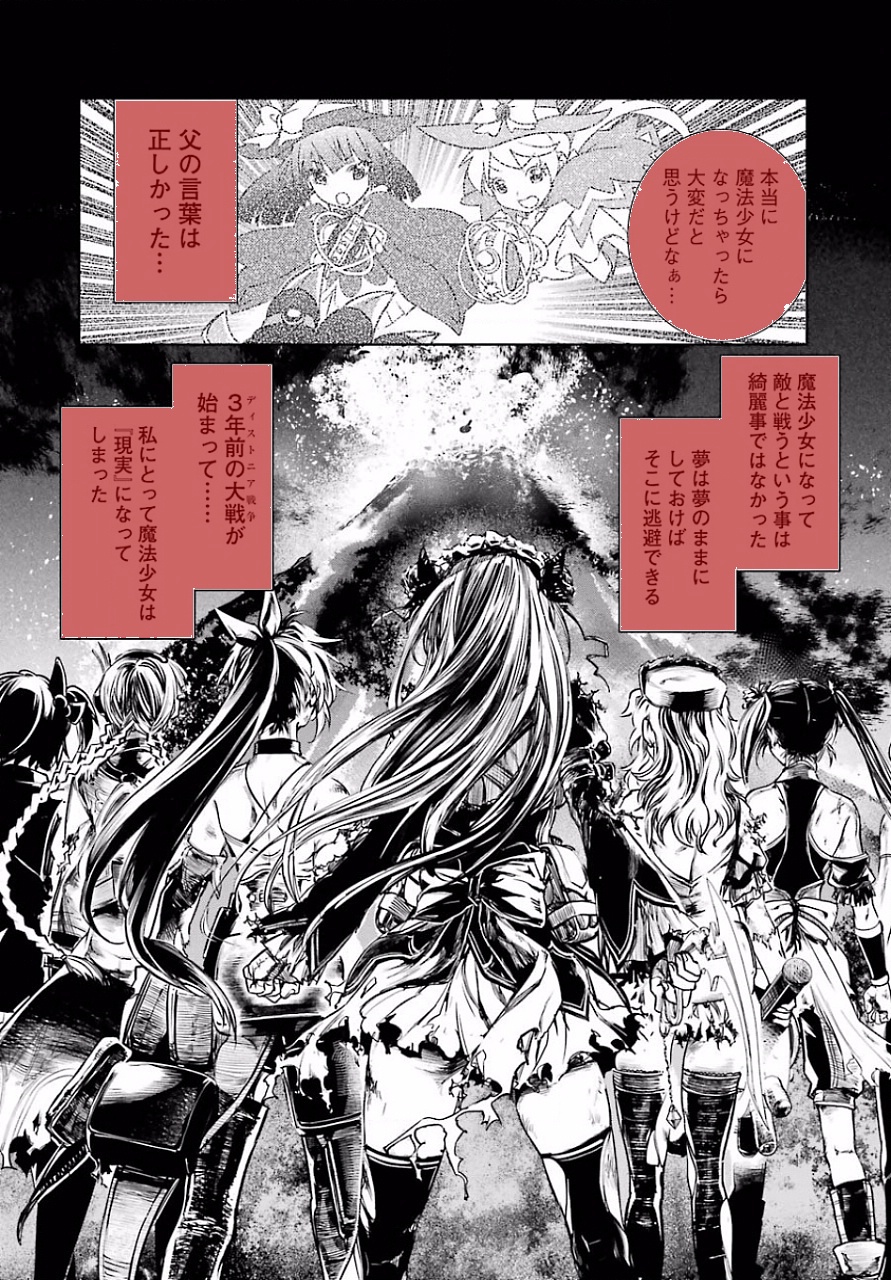 本当に
魔法少女に
なっちゃったら
大変だと
思うけどなぁ…
父の言葉は
正しかった…
魔法少女になって
敵と戦うという事は
綺麗事ではなかった
夢は夢のままに
しておけば
そこに逃避できる
ディストニア戦争
3年前の大戦が
始まって……
私にとって魔法少女は
『現実』になって
しまった